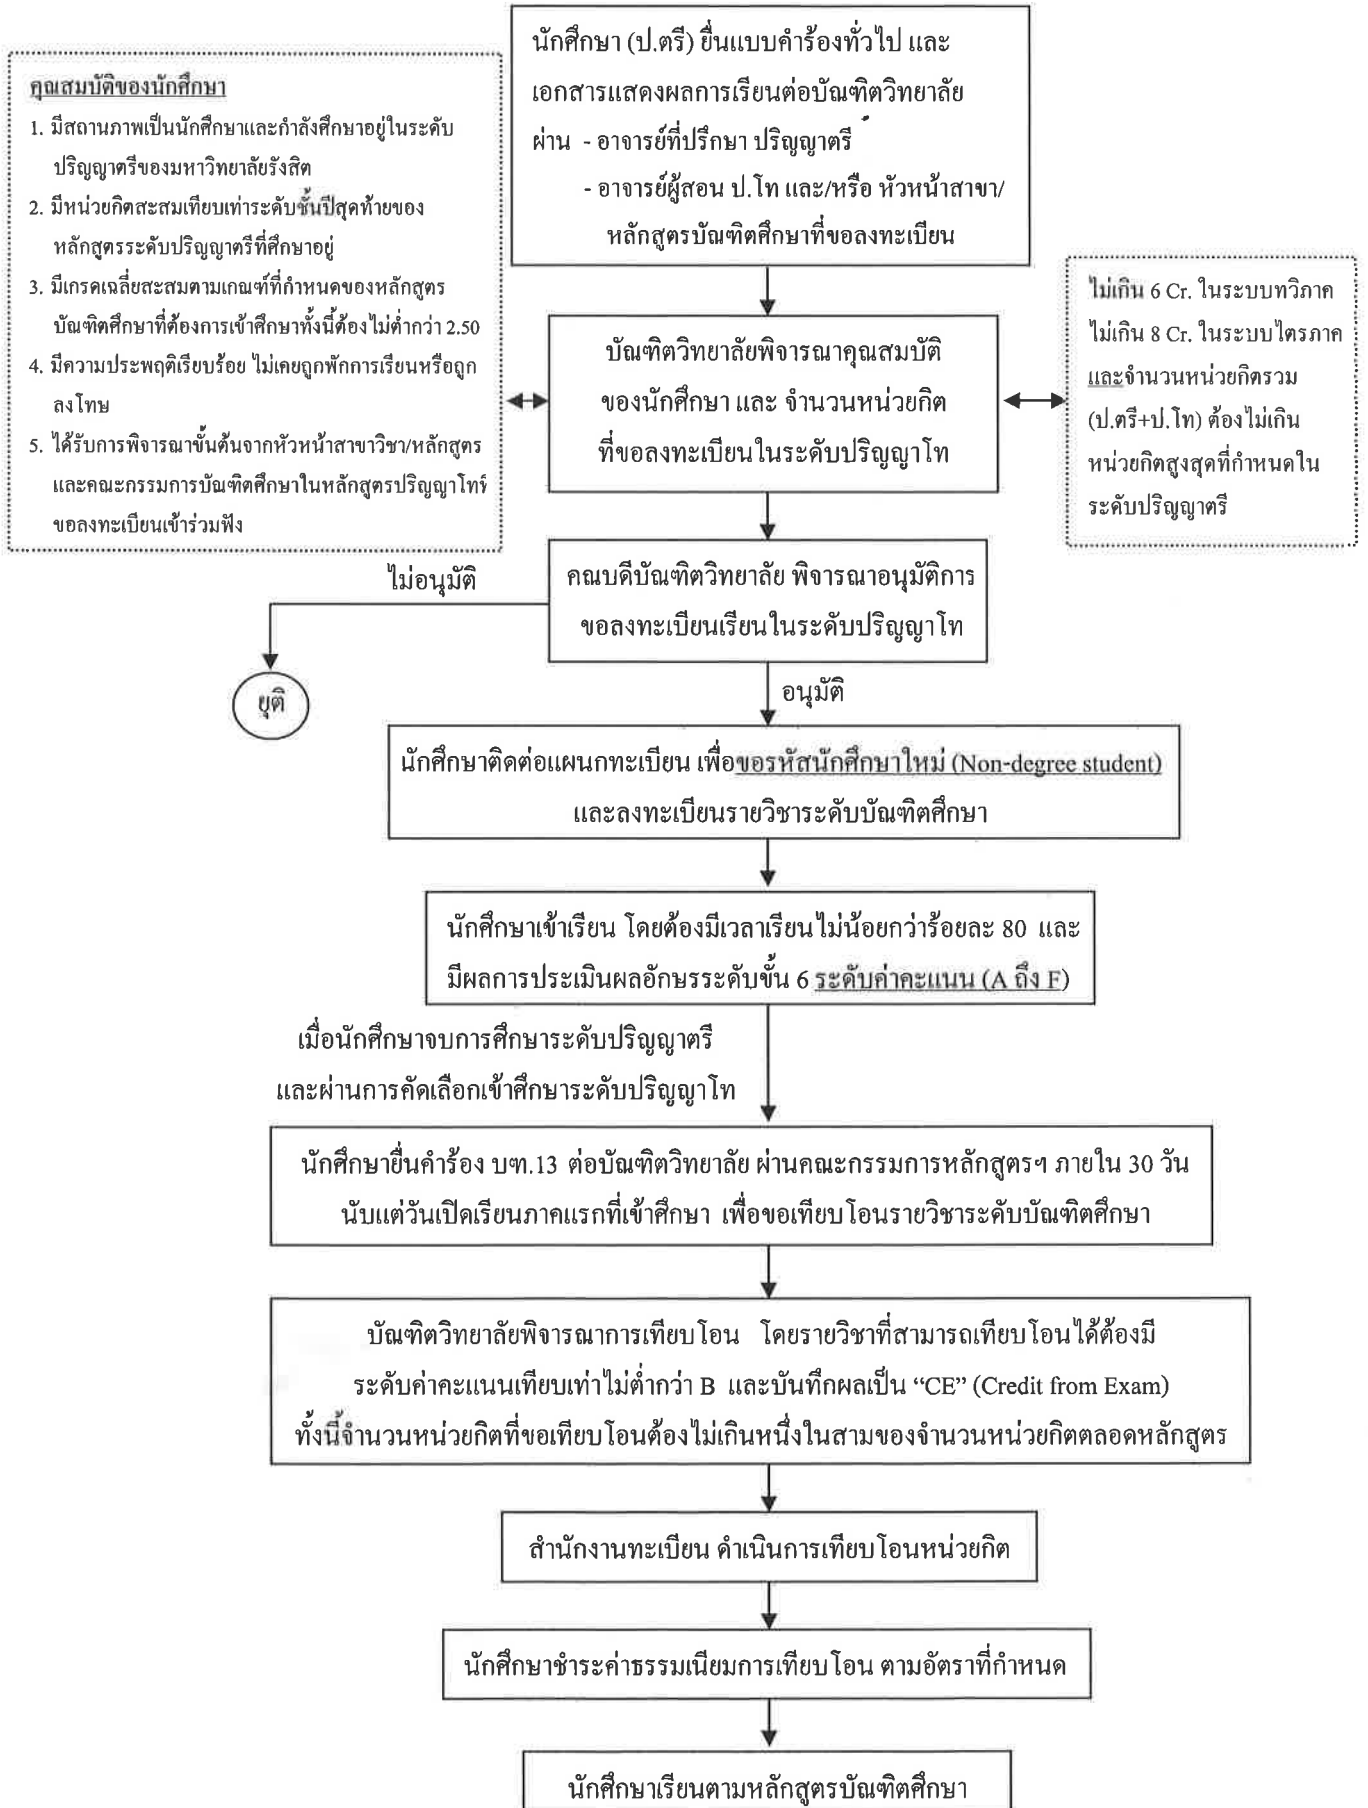 นักศึกษา (ป.ตรี) ยื่นแบบคำร้องทั่วไป และ
เอกสารแสดงผลการเรียนต่อบัณฑิตวิทยาลัย
ผ่าน - อาจารย์ที่ปรึกษา ปริญญาตรี
- อาจารย์ผู้สอน ป.โท และ/หรือ หัวหน้าสาขา/
หลักสูตรบัณฑิตศึกษาที่ขอลงทะเบียน
คุณสมบัติของนักศึกษา
1. มีสถานภาพเป็นนักศึกษาและกำลังศึกษาอยู่ในระดับ
ปริญญาตรีของมหาวิทยาลัยรังสิต
2. มีหน่วยกิตสะสมเทียบเท่าระดับชั้นปีสุดท้ายของ
หลักสูตรระดับปริญญาตรีที่ศึกษาอยู่
3. มีเกรดเฉลี่ยสะสมตามเกณฑ์ที่กำหนดของหลักสูตร
บัณฑิตศึกษาที่ต้องการเข้าศึกษาทั้งนี้ต้องไม่ต่ำกว่า 2.50
4. มีความประพฤติเรียบร้อย ไม่เคยถูกพักการเรียนหรือถูก
ลงโทษ
5. ได้รับการพิจารณาขั้นต้นจากหัวหน้าสาขาวิชา/หลักสูตร
และคณะกรรมการบัณฑิตศึกษาในหลักสูตรปริญญาโท
ขอลงทะเบียนเข้าร่วมฟัง
บัณฑิตวิทยาลัยพิจารณาคุณสมบัติ
ของนักศึกษา และ จำนวนหน่วยกิต
ที่ขอลงทะเบียนในระดับปริญญาโท
ไม่เกิน 6 Cr. ในระบบทวิภาค
ไม่เกิน 8 Cr. ในระบบไตรภาค
และจำนวนหน่วยกิตรวม
(ป.ตรี+ป.โท) ต้องไม่เกิน
หน่วยกิตสูงสุดที่กำหนดใน
ระดับปริญญาตรี
คณบดีบัณฑิตวิทยาลัย พิจารณาอนุมัติการ
ขอลงทะเบียนเรียนในระดับปริญญาโท
ไม่อนุมัติ
ยุติ
อนุมัติ
นักศึกษาติดต่อแผนกทะเบียน เพื่อขอรหัสนักศึกษาใหม่ (Non-degree student)
และลงทะเบียนรายวิชาระดับบัณฑิตศึกษา
นักศึกษาเข้าเรียน โดยต้องมีเวลาเรียนไม่น้อยกว่าร้อยละ 80 และ
มีผลการประเมินผลอักษรระดับขั้น 6 ระดับค่าคะแนน (A ถึง F)
เมื่อนักศึกษาจบการศึกษาระดับปริญญาตรี
และผ่านการคัดเลือกเข้าศึกษาระดับปริญญาโท
นักศึกษายื่นคำร้อง บฑ.13 ต่อบัณฑิตวิทยาลัย ผ่านคณะกรรมการหลักสูตรฯ ภายใน 30 วัน
นับแต่วันเปิดเรียนภาคแรกที่เข้าศึกษา เพื่อขอเทียบโอนรายวิชาระดับบัณฑิตศึกษา
บัณฑิตวิทยาลัยพิจารณาการเทียบโอน โดยรายวิชาที่สามารถเทียบโอนได้ต้องมี
ระดับค่าคะแนนเทียบเท่าไม่ต่ำกว่า B และบันทึกผลเป็น “CE” (Credit from Exam)
ทั้งนี้จำนวนหน่วยกิตที่ขอเทียบโอนต้องไม่เกินหนึ่งในสามของจำนวนหน่วยกิตตลอดหลักสูตร
สำนักงานทะเบียน ดำเนินการเทียบโอนหน่วยกิต
นักศึกษาชำระค่าธรรมเนียมการเทียบโอน ตามอัตราที่กำหนด
นักศึกษาเรียนตามหลักสูตรบัณฑิตศึกษา